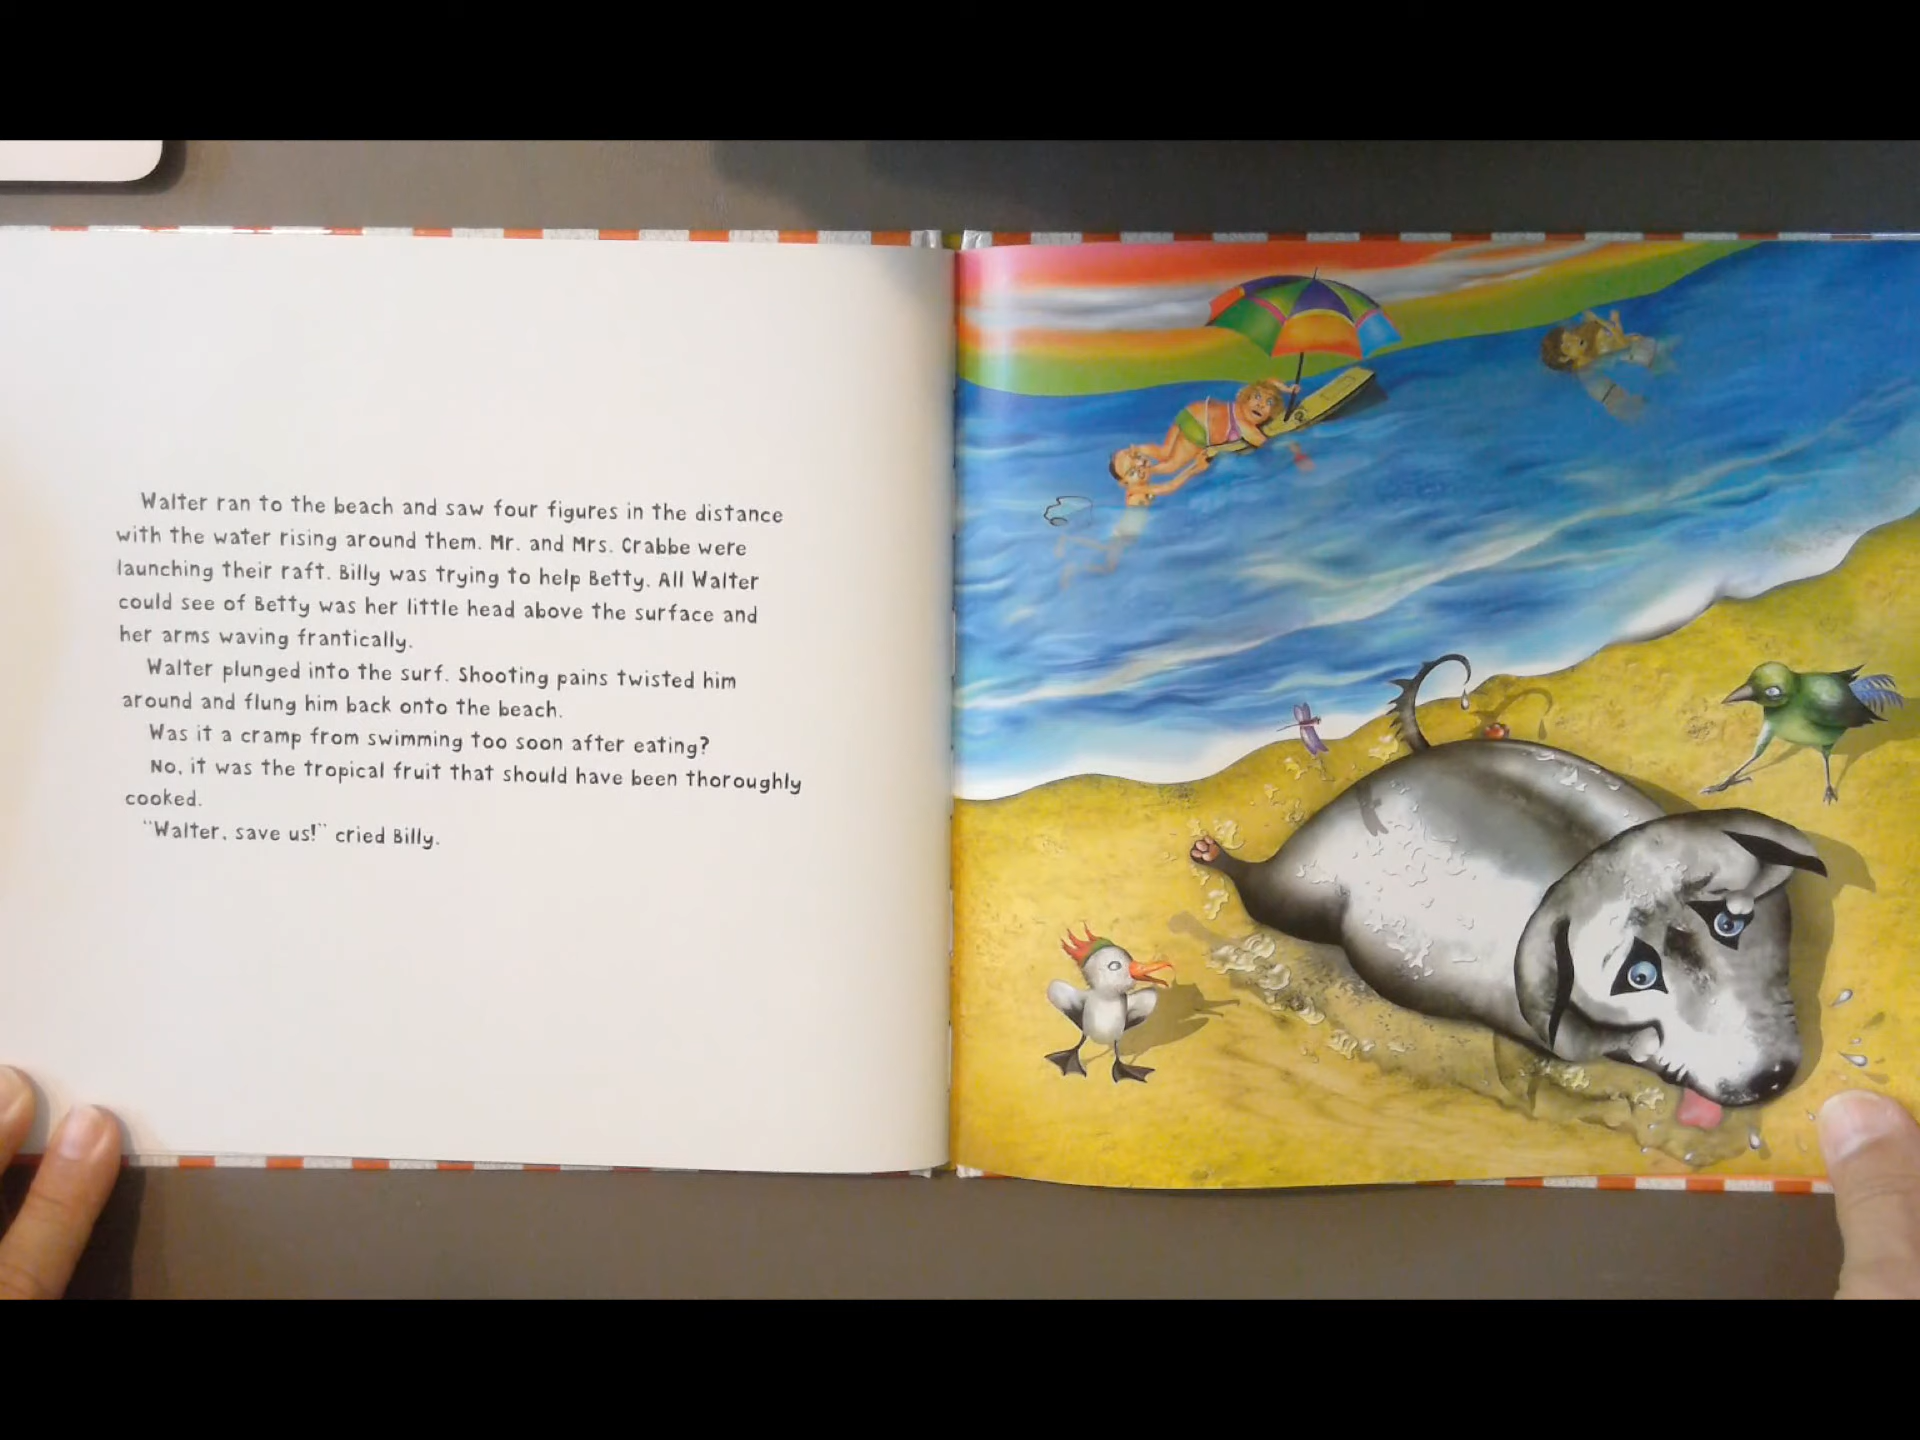 Walter ran to the beach and saw four figures in the distance
with the water rising around them. Mr. and Mrs. Crabbe were
launching their raft. Billy was trying to help Betty. All Walter
could see of Betty was her little head above the surface and
her arms waving frantically.
Walter plunged into the surf. Shooting pains twisted him
around and flung him back onto the beach.
Was it a cramp from swimming too soon after eating?
No, it was the tropical fruit that should have been thoroughly
cooked.
"Walter, save us!" cried Billy.